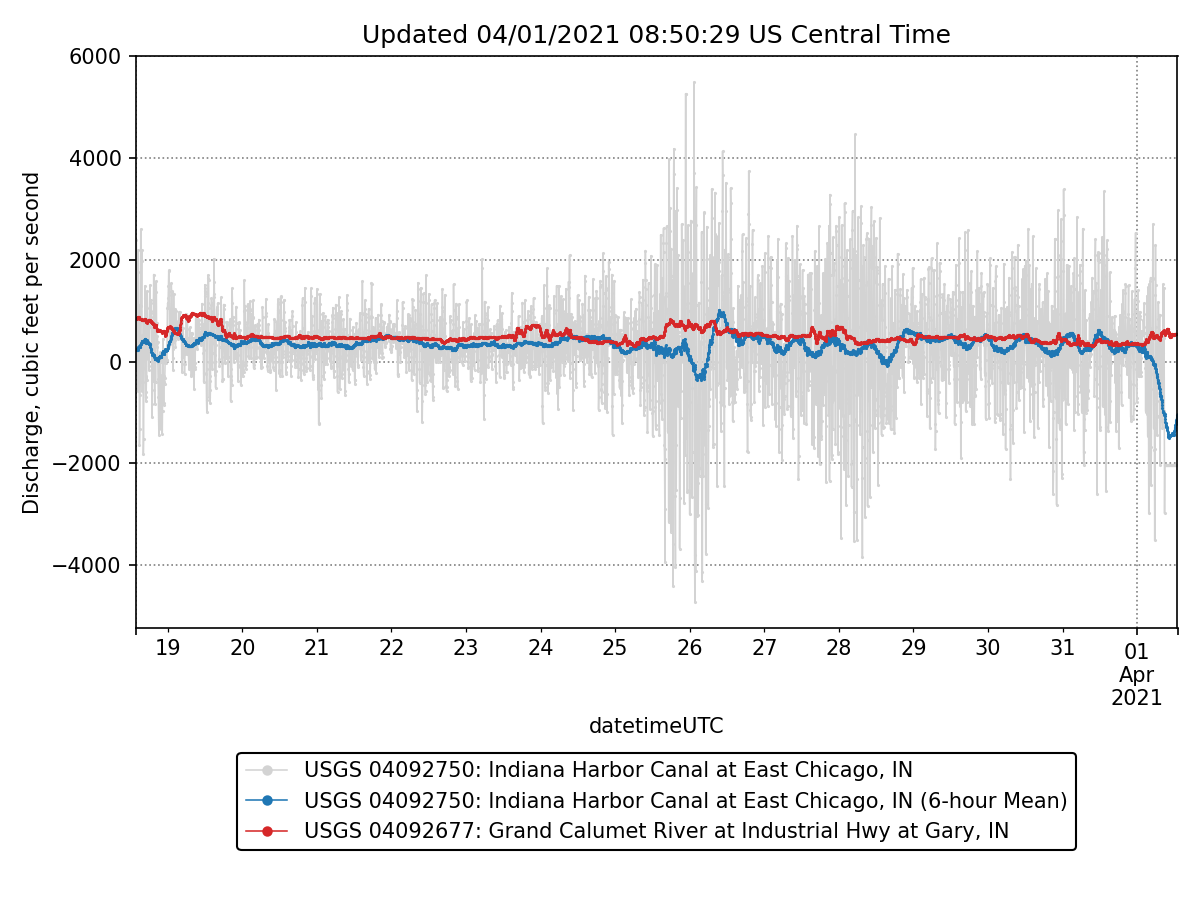 Updated 04/01/2021 08:50:29 US Central Time
6000
4000
2000
0
−2000
−4000
Discharge, cubic feet per second
19 20 21 22 23 24 25 26 27 28 29 30 31 01
Apr
2021
datetimeUTC
USGS 04092750: Indiana Harbor Canal at East Chicago, IN
USGS 04092750: Indiana Harbor Canal at East Chicago, IN (6-hour Mean)
USGS 04092677: Grand Calumet River at Industrial Hwy at Gary, IN